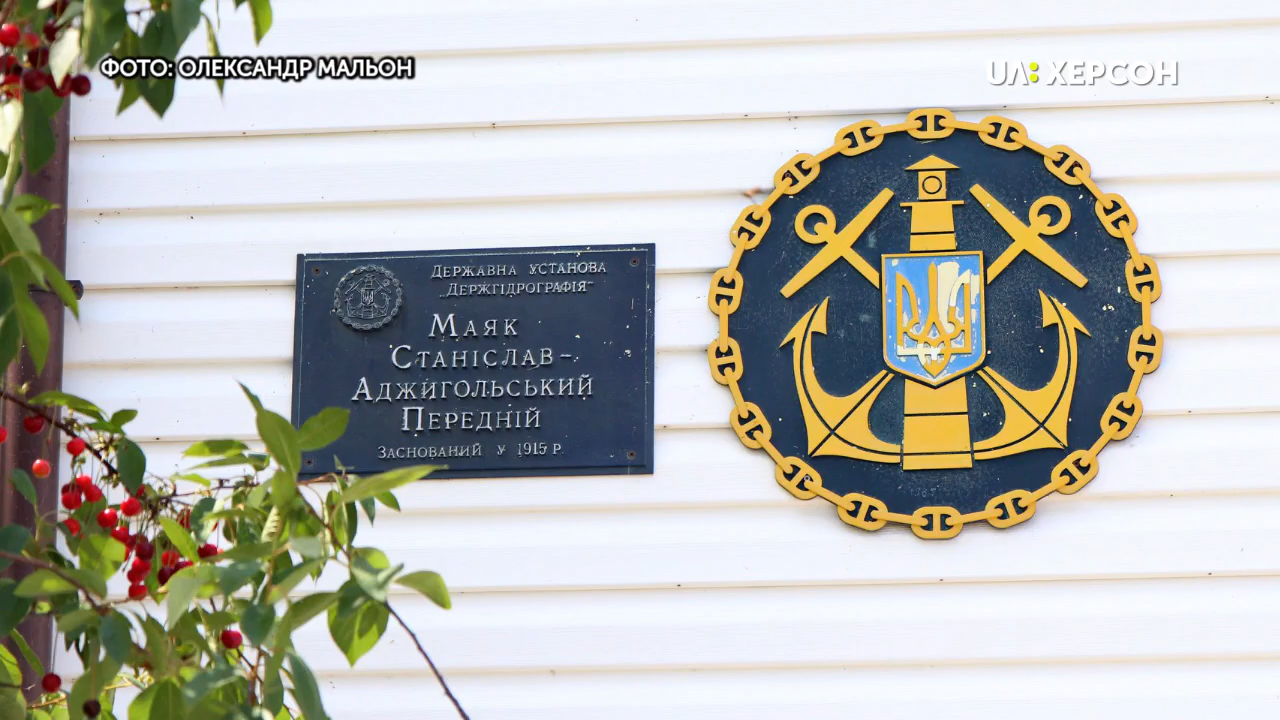 ФОТО: ОЛЕКСАНДР МАЛЬОН
UA: ХЕРСОН
ДЕРЖАВНА УСТАНОВА
„ДЕРЖГІДРОГРАФІЯ"
МАЯК
СТАНІСЛАВ–
АДЖИГОЛЬСЬКИЙ
ПЕРЕДНІЙ
ЗАСНОВАНИЙ У 1915 Р.